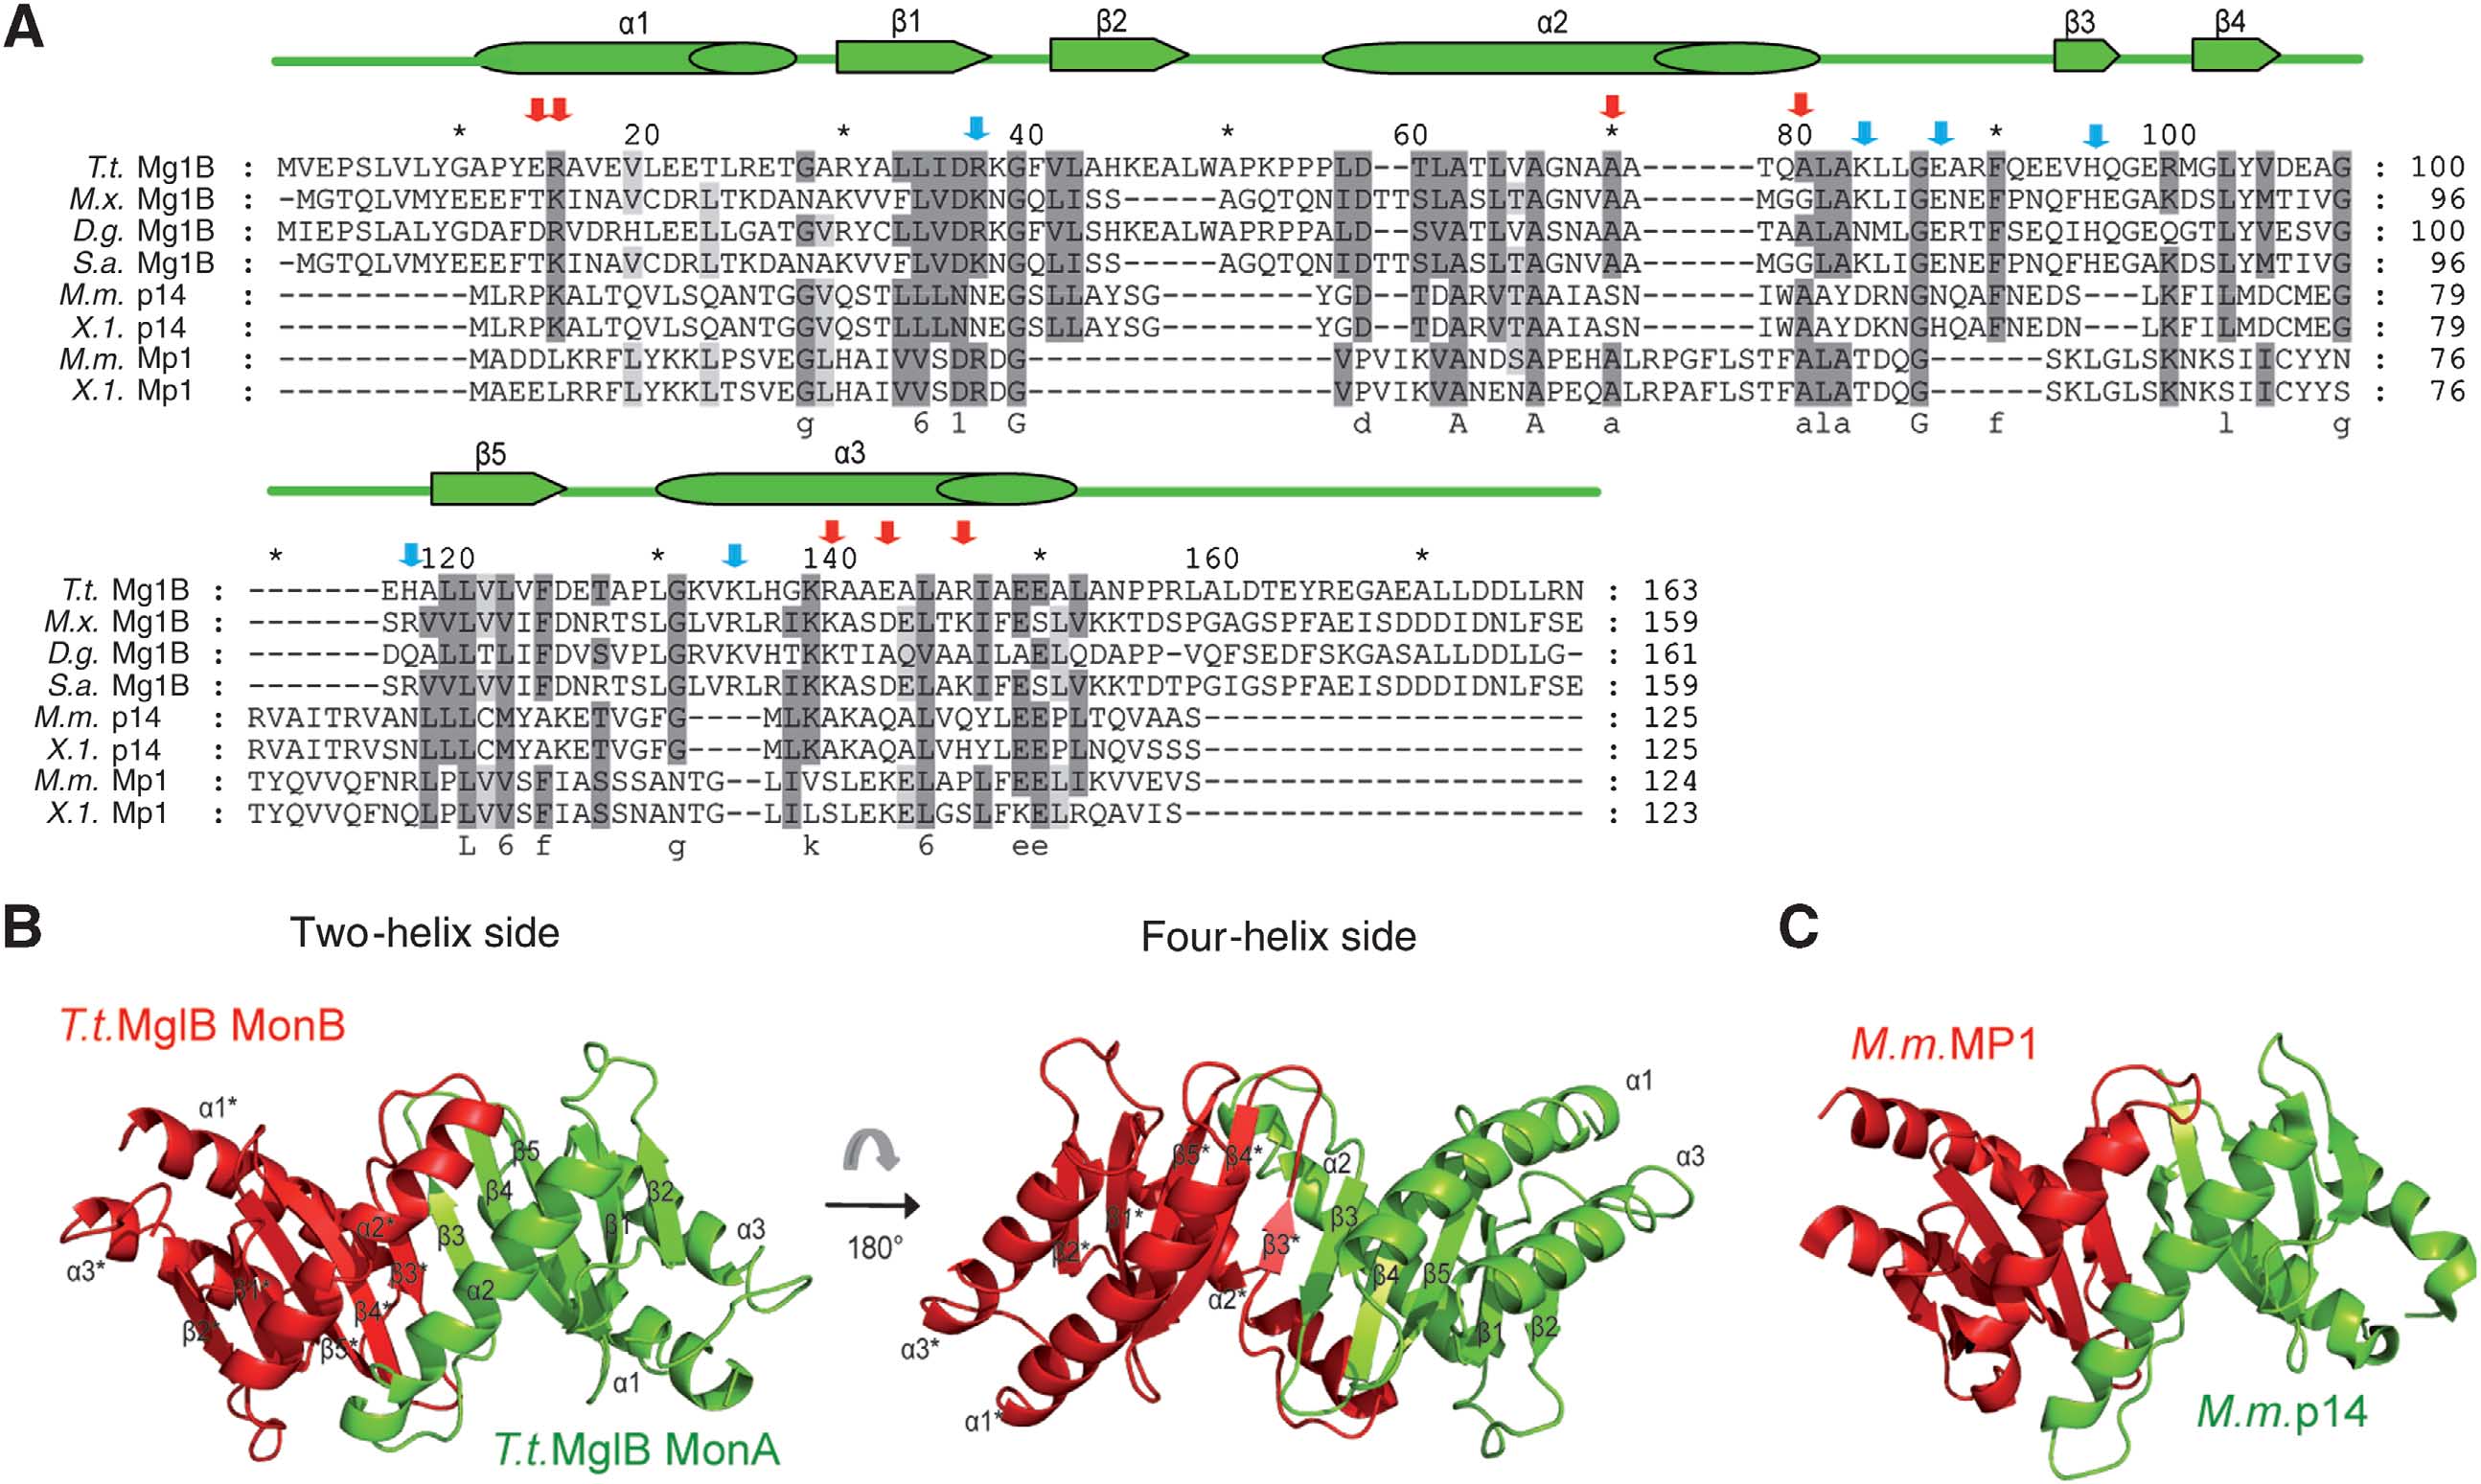 A
α1 β1 β2 α2 β3 β4
* 20 * 40 * 60 * 80 * 100
T.t. Mg1B : MVEPSLVLYGAPYERAVEVLEETLRETGARYALLIDRKGFVLAHKEALWAPKPPPLD--TLATLVAGNAAA------TQALAKLLGEARFQEEVHQGERMGLYVDEAG : 100
M.x. Mg1B : -MGTQLVMYEEEFTKINAVCDRLTKDANAKVVFLVDKNGQLISS-----AGQTQNIDTTSLASLTAGNVAA------MGGLAKLIGENEFPNQFHEGAKDSLYMTIVG : 96
D.g. Mg1B : MIEPSLALYGDAFDRVDRHLEELLGATGVRYCLLVDRKGFVLSHKEALWAPRPPALD--SVATLVASNAAA------TAALANMLGERTFSEQIHQGEQGTLYVESVG : 100
S.a. Mg1B : -MGTQLVMYEEEFTKINAVCDRLTKDANAKVVFLVDKNGQLISS-----AGQTQNIDTTSLASLTAGNVAA------MGGLAKLIGENEFPNQFHEGAKDSLYMTIVG : 96
M.m. p14 : ----------MLRPKALTQVLSQANTGGVQSTLLLNNEGSLLAYSG--------YGD--TDARVTAAIASN------IWAAYDRNGNQAFNEDS---LKFILMDCMEG : 79
X.1. p14 : ----------MLRPKALTQVLSQANTGGVQSTLLLNNEGSLLAYSG--------YGD--TDARVTAAIASN------IWAAYDKNGHQAFNEDN---LKFILMDCMEG : 79
M.m. Mp1 : ----------MADDLKRFLYKKLPSVEGLHAIVVSDRDG----------------VPVIKVANDSAPEHALRPGFLSTFALATDQG------SKLGLSKNKSIICYYN : 76
X.1. Mp1 : ----------MAEELRRFLYKKLTSVEGLHAIVVSDRDG----------------VPVIKVANENAPEQALRPAFLSTFALATDQG------SKLGLSKNKSIICYYS : 76
g 6 l G d A A a ala G f l g
β5 α3
* 120 * 140 * 160 *
T.t. Mg1B : -------EHALLVLVFDETAPLGKVKLHGKRAAEALARIAEEALANPPRLALDTEYREGAEALLDDLLRN : 163
M.x. Mg1B : -------SRVVLVVIFDNRTSLGLVRLRIKKASDELTKIFESLVKKTDSPGAGSPFAEISDDDIDNLFSE : 159
D.g. Mg1B : -------DQALLTLIFDVSVPLGRVKVHTKKTIAQVAAILAELQDAPP-VQFSEDFSKGASALLDDLLG- : 161
S.a. Mg1B : -------SRVVLVVIFDNRTSLGLVRLRIKKASDELAKIFESLVKKTDTPGIGSPFAEISDDDIDNLFSE : 159
M.m. p14 : RVAITRVANLLLCMYAKETVGFG----MLKAKAQALVQYLEEPLTQVAAS-------------------- : 125
X.1. p14 : RVAITRVSNLLLCMYAKETVGFG----MLKAKAQALVHYLEEPLNQVSSS-------------------- : 125
M.m. Mp1 : TYQVVQFNRLPLVVSFIASSSANTG--LIVSLEKELAPLFEELIKVVEVS-------------------- : 124
X.1. Mp1 : TYQVVQFNQLPLVVSFIASSNANTG--LILSLEKELGSLFKELRQAVIS--------------------- : 123
L 6 f g k 6 ee
B
Two-helix side
T.t.MglB MonB
α1*
α3*
β2*
β1*
β5*
β4*
α2*
β3*
β3
β4
β5
α2
β1
β2
α3
α1
T.t.MglB MonA
180°
Four-helix side
β5*
β4*
β1*
β2*
α2*
β3*
α3*
α1*
α2
β3
β4
β5
β1
β2
α1
α3
C
M.m.MP1
M.m.p14